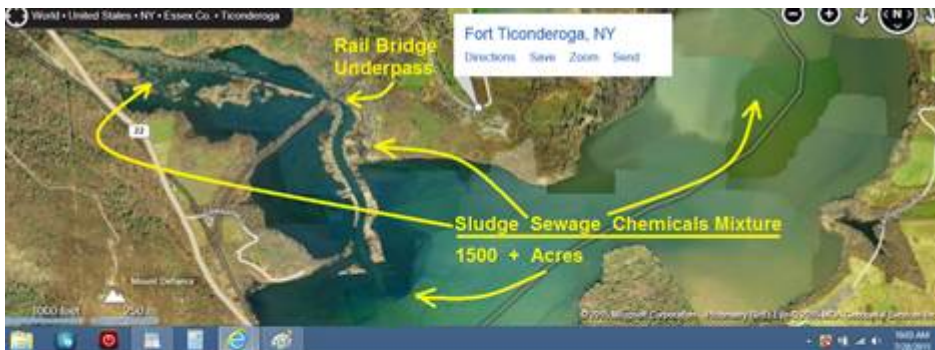 World • United States • NY • Essex Co. • Ticonderoga
Fort Ticonderoga, NY
Directions Save Zoom Send
Rail Bridge
Underpass
N
22
Sludge Sewage Chemicals Mixture
1500 + Acres
Mount Defiance
1000 feet 250
Microsoft Corporation